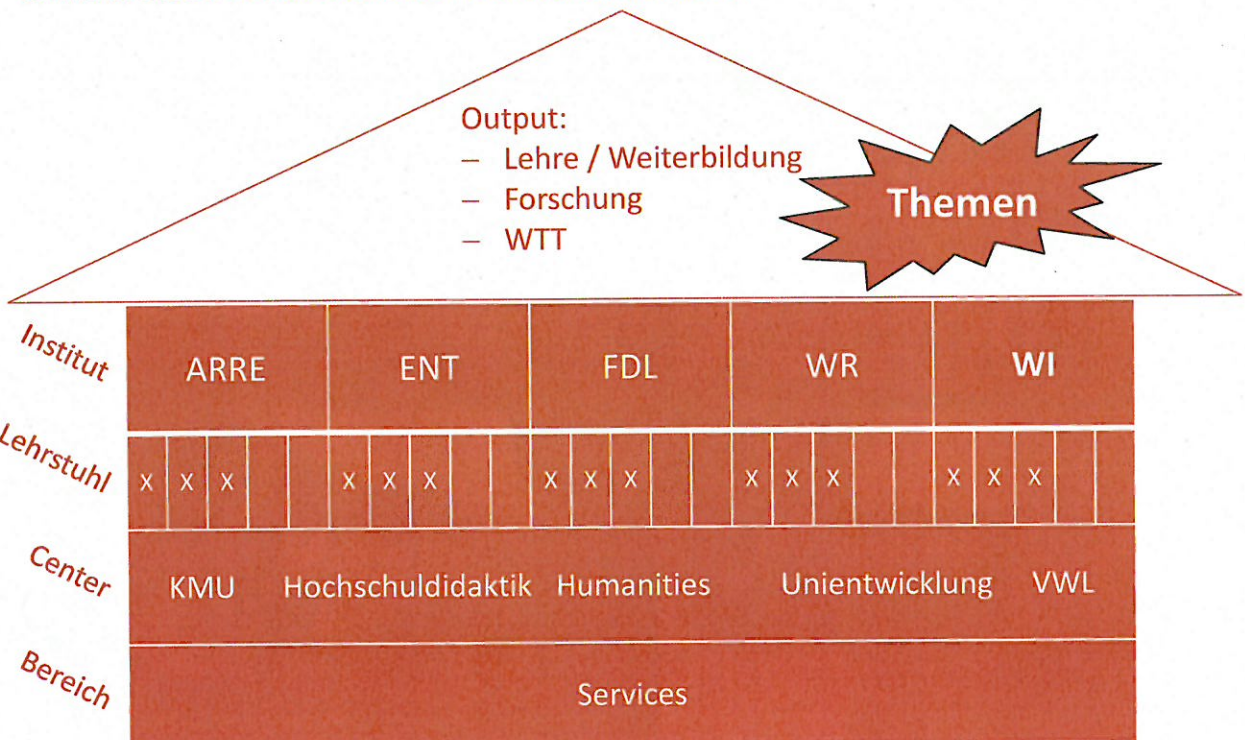 Output:
– Lehre / Weiterbildung
– Forschung
– WTT
Themen
Institut
ARRE ENT FDL WR WI
Lehrstuhl
X X X X X X X X X X X X X X X
Center
KMU Hochschuldidaktik Humanities Unientwicklung VWL
Bereich
Services